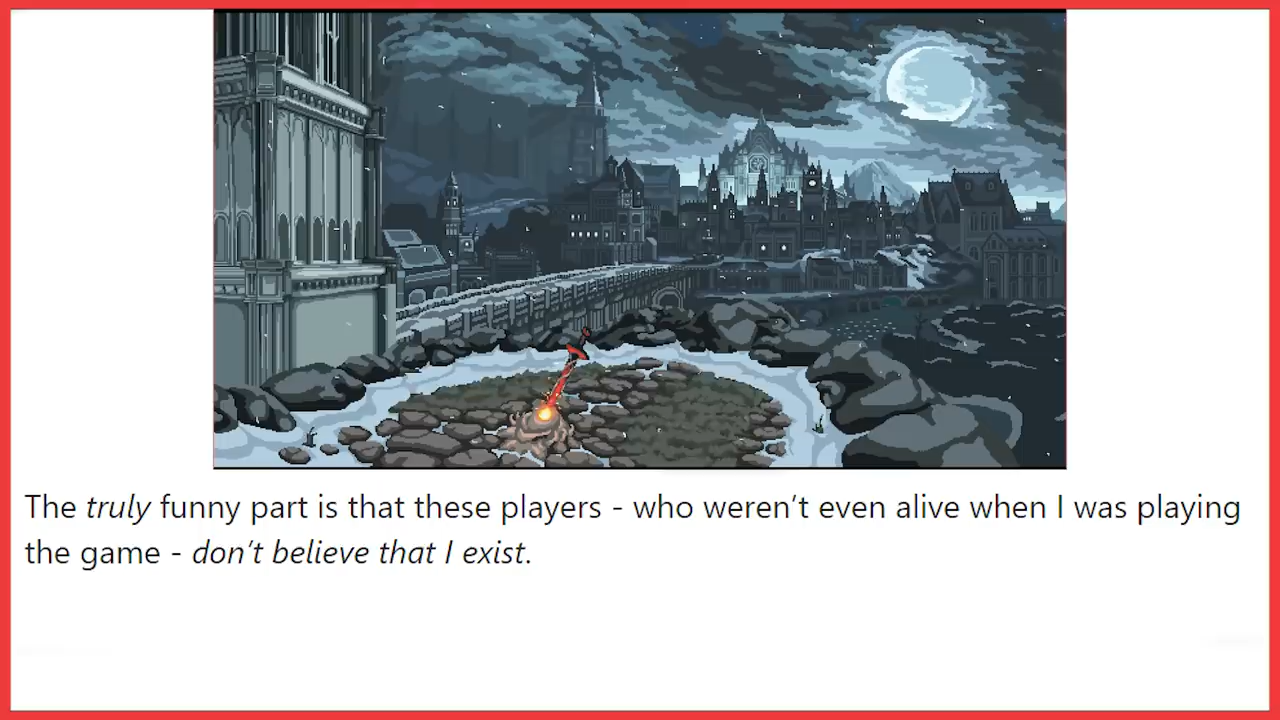 The truly funny part is that these players - who weren’t even alive when I was playing
the game - don’t believe that I exist.